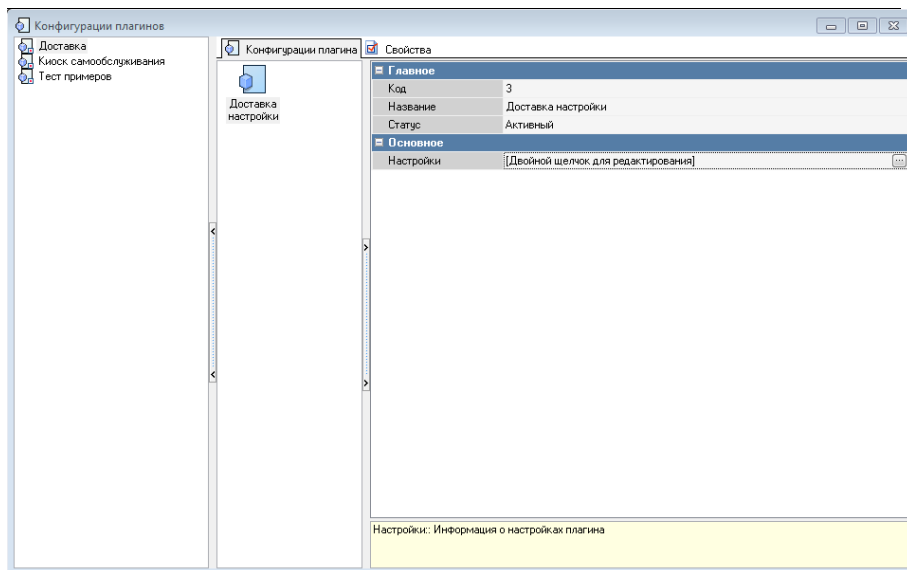 Конфигурации плагинов
Доставка
Киоск самообслуживания
Тест примеров
Конфигурации плагина
Свойства
Доставка
настройки
Главное
Код 3
Название Доставка настройки
Статус Активный
Основное
Настройки [Двойной щелчок для редактирования] ...
Настройки:: Информация о настройках плагина